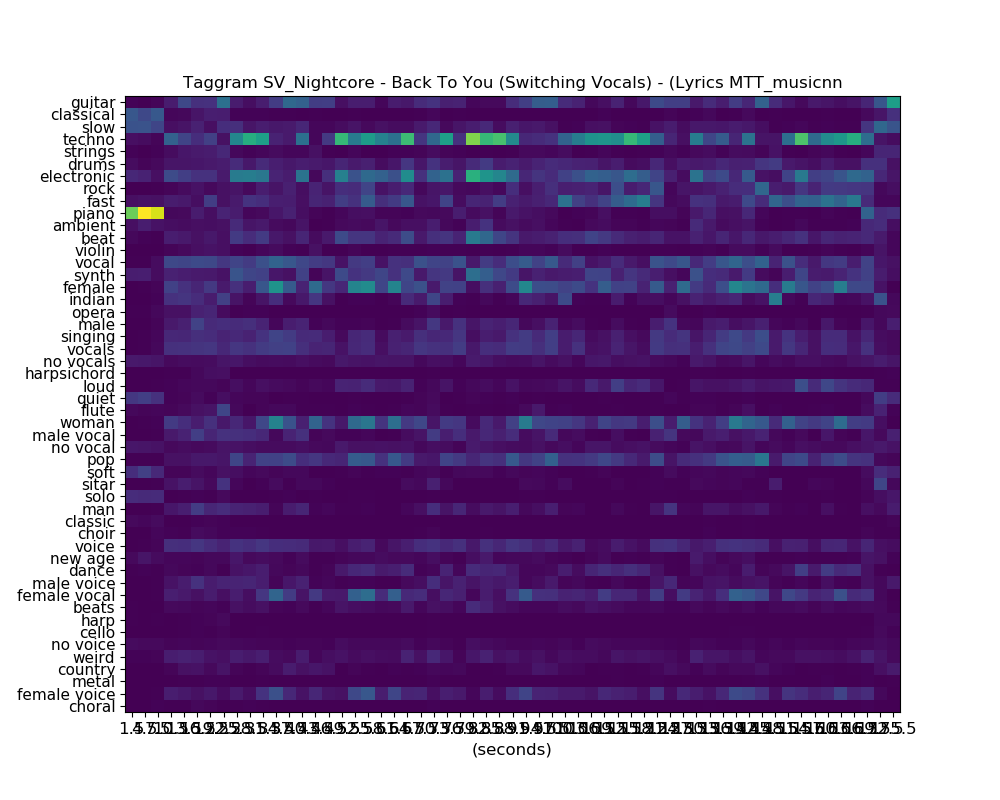 Taggram SV_Nightcore - Back To You (Switching Vocals) - (Lyrics MTT_musicnn
guitar
classical
slow
techno
strings
drums
electronic
rock
fast
piano
ambient
beat
violin
vocal
synth
female
indian
opera
male
singing
vocals
no vocals
harpsichord
loud
quiet
flute
woman
male vocal
no vocal
pop
soft
sitar
solo
man
classic
choir
voice
new age
dance
male voice
female vocal
beats
harp
cello
no voice
weird
country
metal
female voice
choral
(seconds)